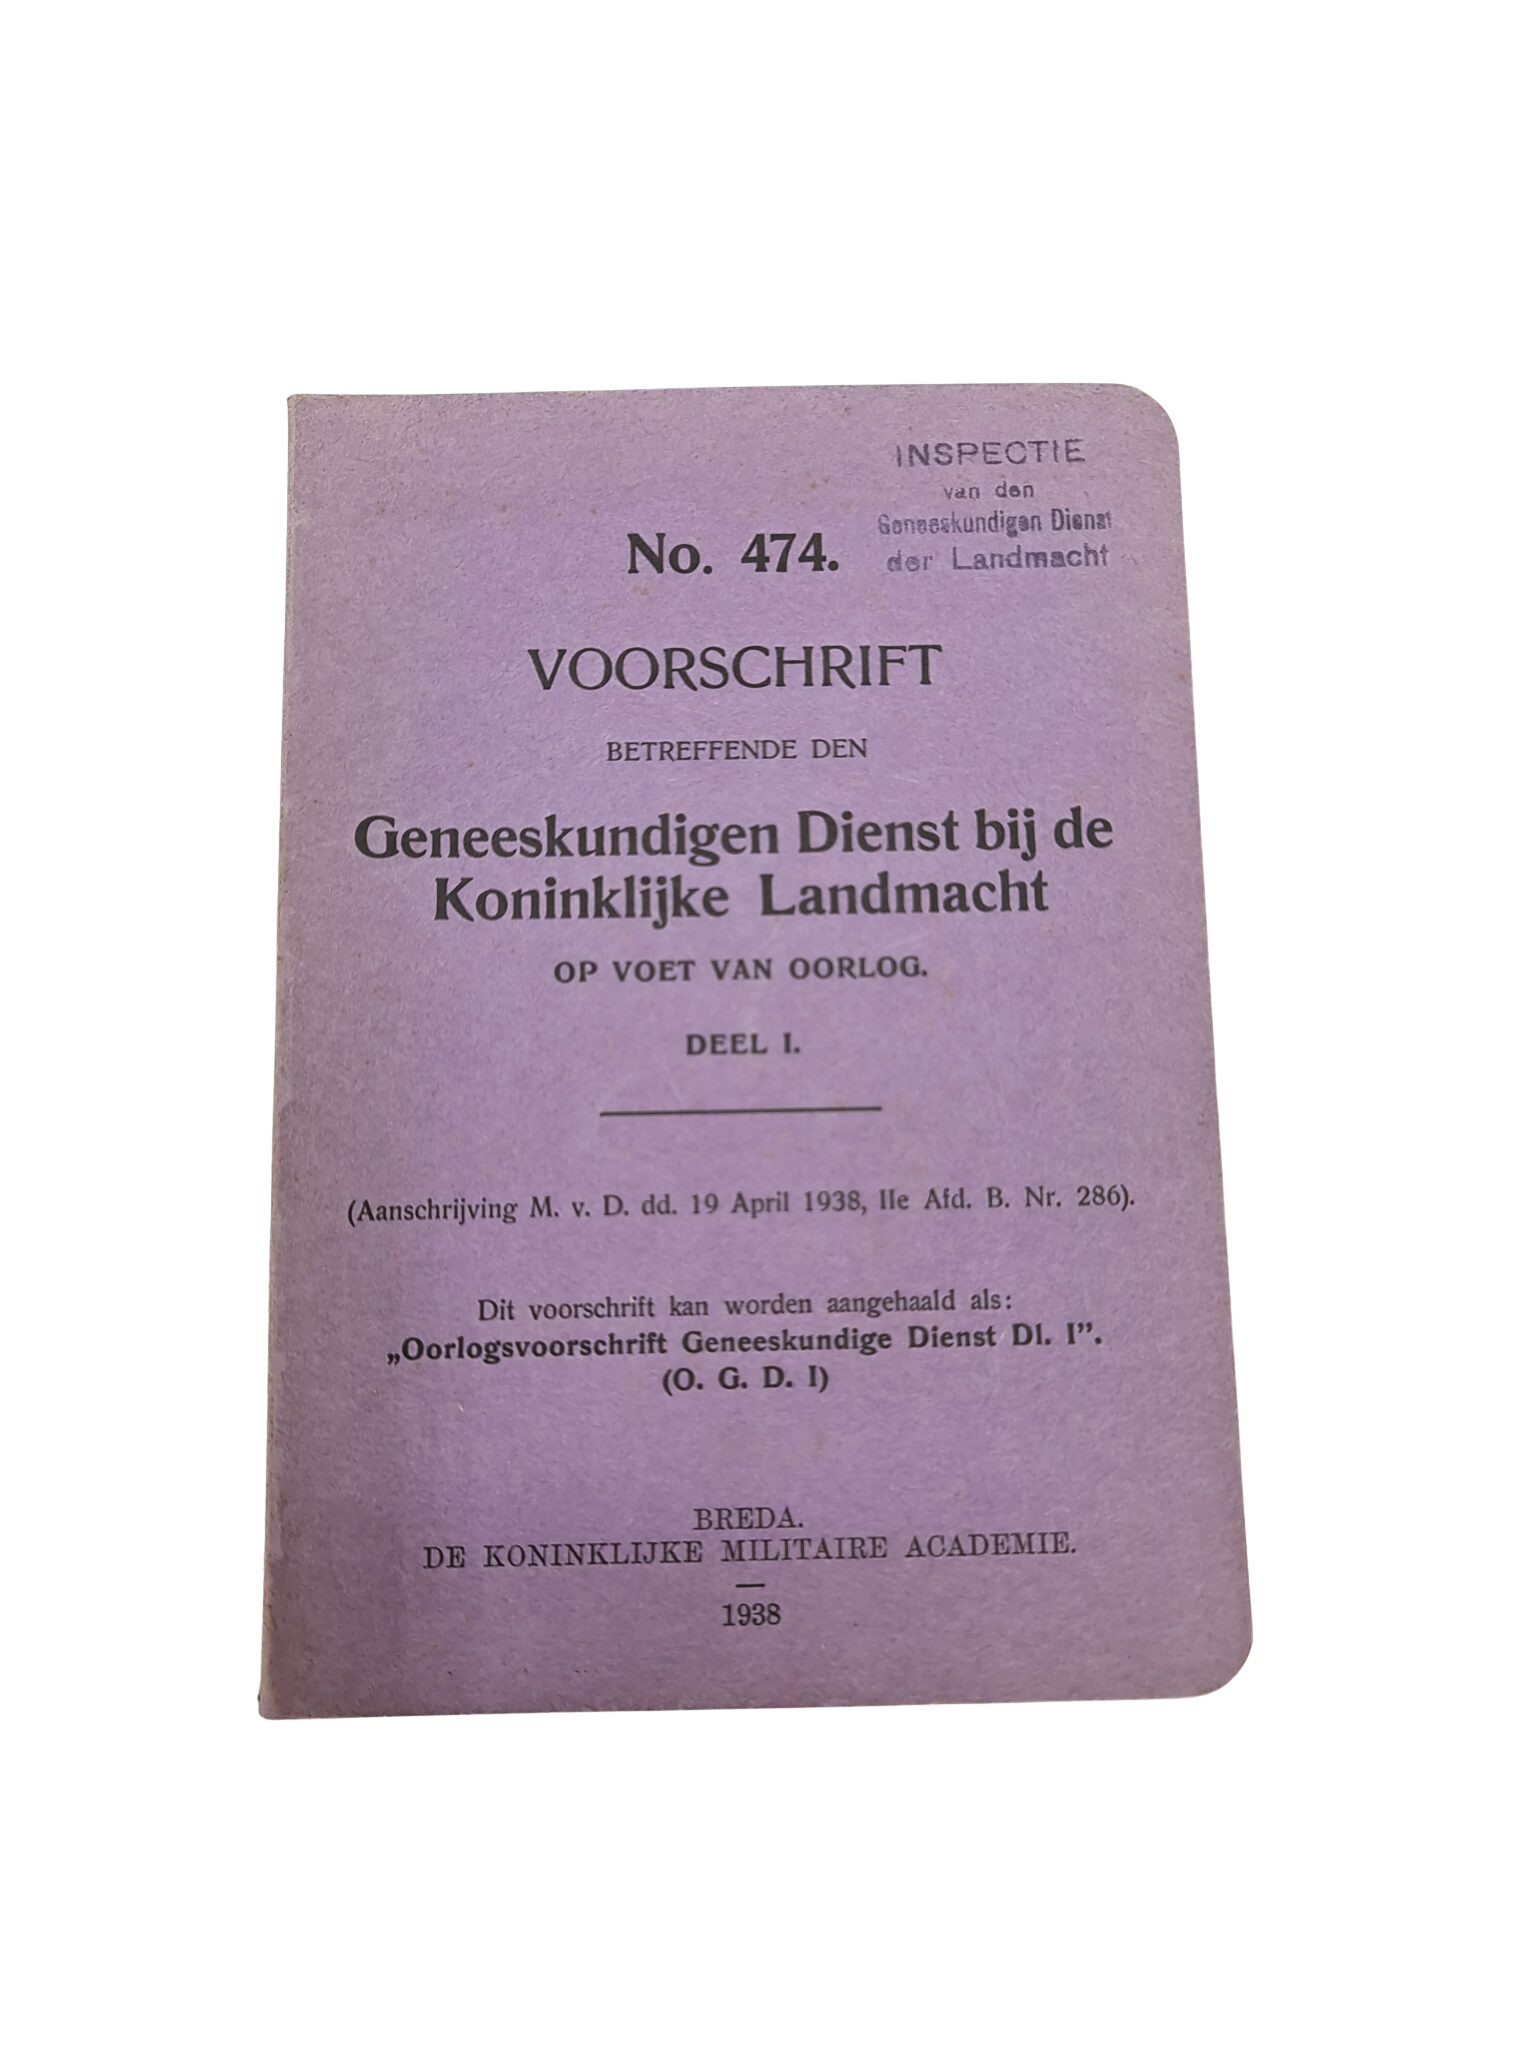 INSPECTIE
van den
Geneeskundigen Dienst
der Landmacht
No. 474.
VOORSCHRIFT
BETREFFENDE DEN
Geneeskundigen Dienst bij de
Koninklijke Landmacht
OP VOET VAN OORLOG.
DEEL I.
(Aanschrijving M. v. D. dd. 19 April 1938, IIe Afd. B. Nr. 286).
Dit voorschrift kan worden aangehaald als:
„Oorlogsvoorschrift Geneeskundige Dienst Dl. I”.
(O. G. D. I)
BREDA.
DE KONINKLIJKE MILITAIRE ACADEMIE.
—
1938